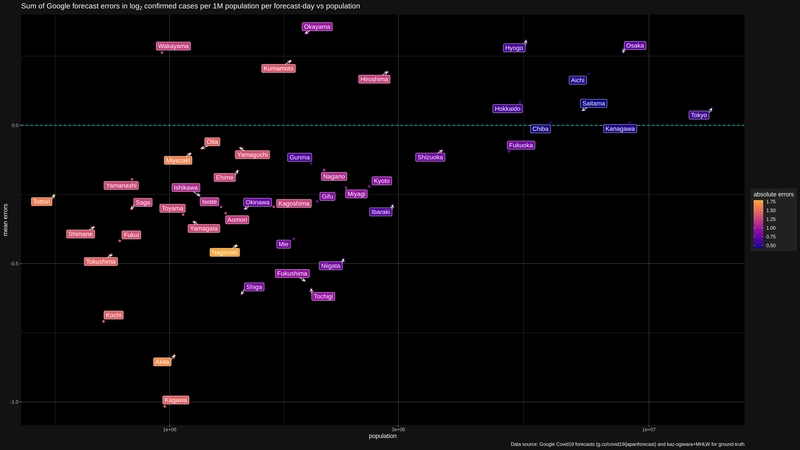 Sum of Google forecast errors in log2 confirmed cases per 1M population per forecast-day vs population
Okayama
Wakayama
Hyogo
Osaka
Kumamoto
Hiroshima
Aichi
Hokkaido
Saitama
Tokyo
0.0
Chiba
Kanagawa
Oita
Fukuoka
Miyazaki
Yamaguchi
Gunma
Shizuoka
Ehime
Nagano
Kyoto
Yamanashi
Ishikawa
Miyagi
Gifu
Tottori
Saga
Iwate
Okinawa
Kagoshima
Toyama
Ibaraki
Aomori
Yamagata
Shimane
Fukui
Mie
Nagasaki
Tokushima
-0.5
Niigata
Fukushima
Shiga
Tochigi
Kochi
Akita
Kagawa
-1.0
mean errors
1e+06
3e+06
1e+07
population
absolute errors
1.75
1.50
1.25
1.00
0.75
0.50
Data source: Google Covid19 forecasts (g.co/covid19/japanforecast) and kaz-ogiwara+MHLW for ground-truth